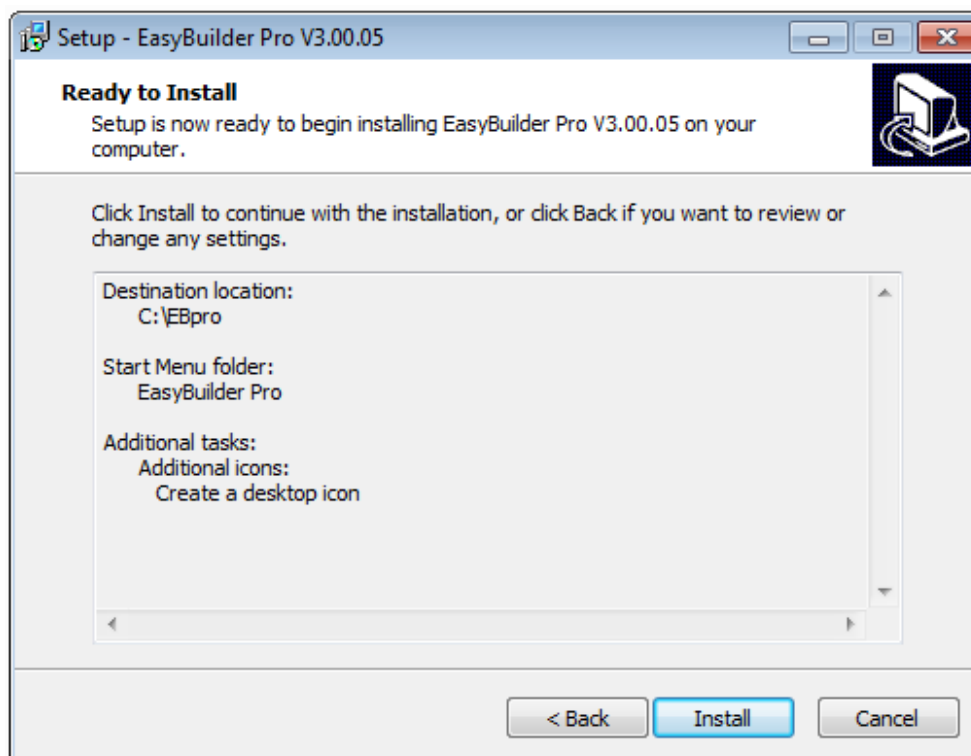 Setup - EasyBuilder Pro V3.00.05
Ready to Install
Setup is now ready to begin installing EasyBuilder Pro V3.00.05 on your
computer.
Click Install to continue with the installation, or click Back if you want to review or
change any settings.
Destination location:
C:\EBpro
Start Menu folder:
EasyBuilder Pro
Additional tasks:
Additional icons:
Create a desktop icon
< Back
Install
Cancel